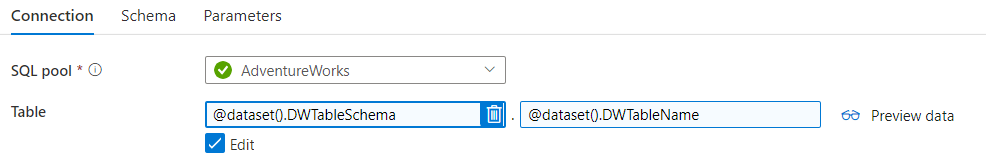 Connection Schema Parameters
SQL pool * AdventureWorks
Table @dataset().DWTableSchema . @dataset().DWTableName Preview data
Edit